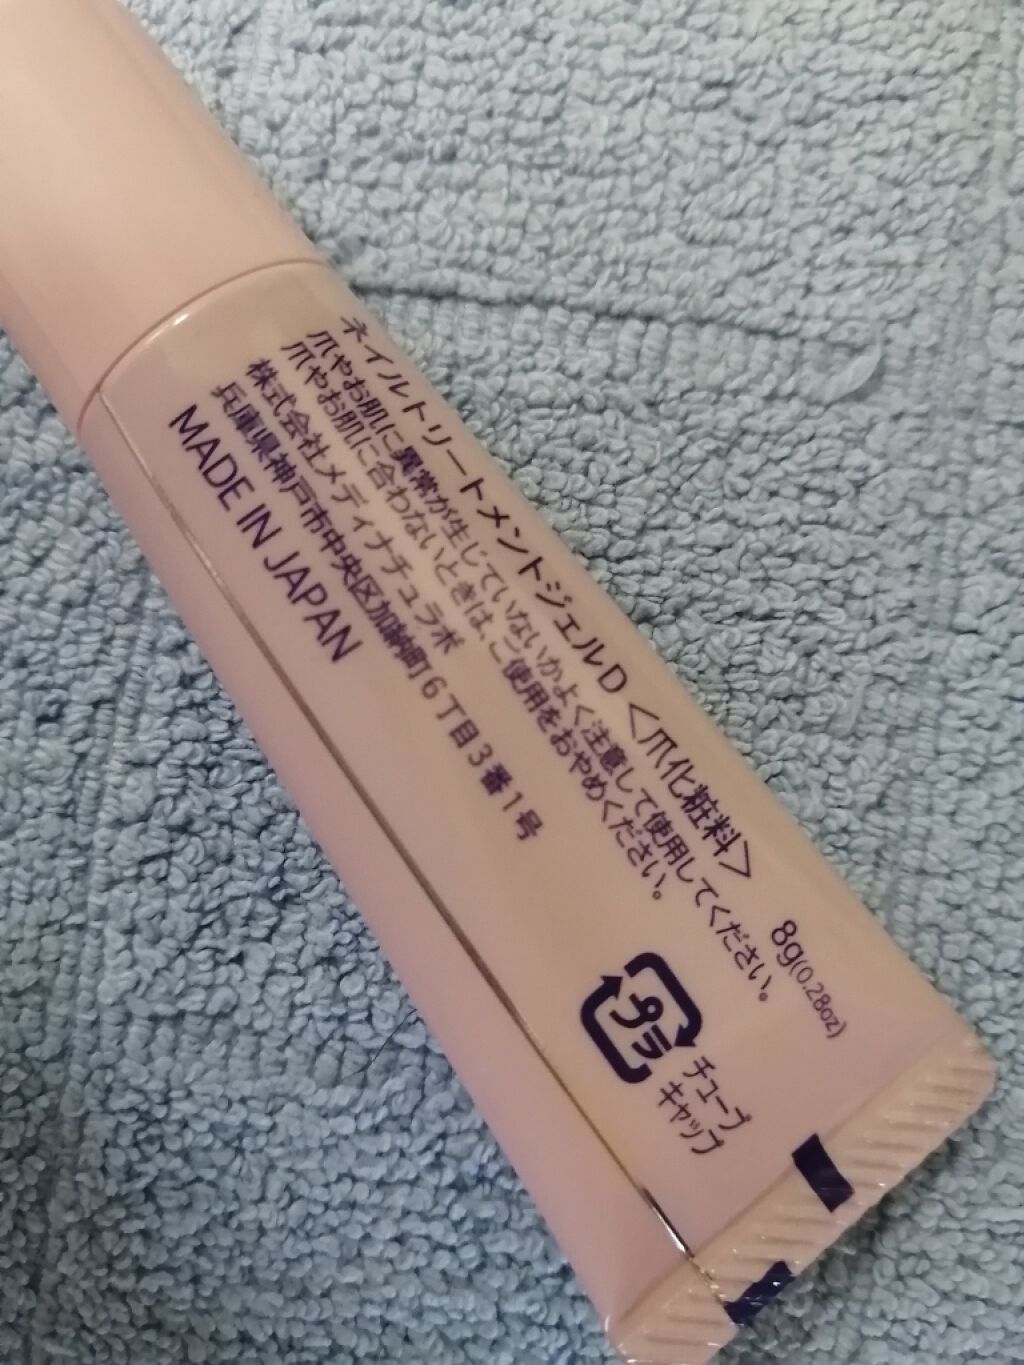 ネイルトリートメントジェルD <爪化粧料> 8g(0.28oz)
爪やお肌に異常が生じていないかよく注意して使用してください。
爪やお肌に合わないときは、ご使用をおやめください。
株式会社メディナチュラボ
兵庫県神戸市中央区加納町6丁目3番1号
MADE IN JAPAN
プラ
チューブ
キャップ